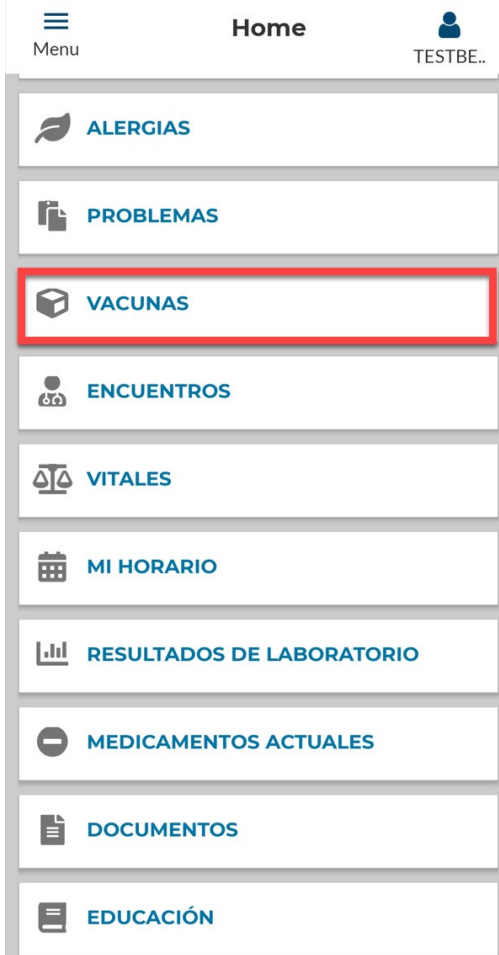 Home
Menu
TESTBE..
ALERGIAS
PROBLEMAS
VACUNAS
ENCUENTROS
VITALES
MI HORARIO
RESULTADOS DE LABORATORIO
MEDICAMENTOS ACTUALES
DOCUMENTOS
EDUCACIÓN